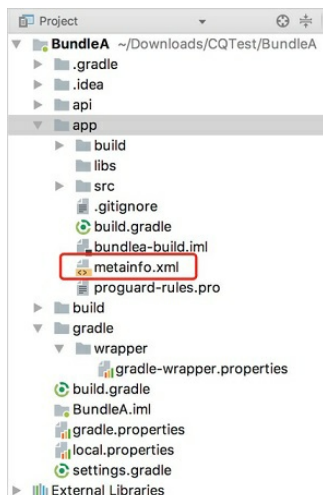 Project
BundleA ~/Downloads/CQTest/BundleA
.gradle
.idea
api
app
build
libs
src
.gitignore
build.gradle
bundlea-build.iml
metainfo.xml
proguard-rules.pro
build
gradle
wrapper
gradle-wrapper.properties
build.gradle
BundleA.iml
gradle.properties
local.properties
settings.gradle
External Libraries